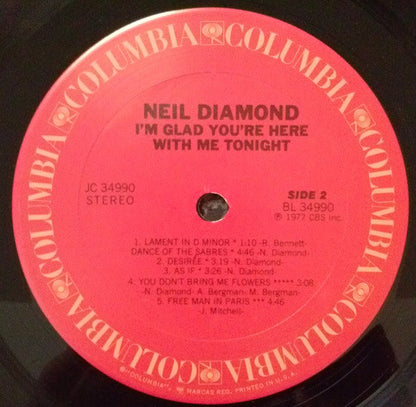 COLUMBIA COLUMBIA COLUMBIA COLUMBIA COLUMBIA COLUMBIA
NEIL DIAMOND
I'M GLAD YOU'RE HERE
WITH ME TONIGHT
JC 34990
STEREO
SIDE 2
BL 34990
℗ 1977 CBS Inc.
1. LAMENT IN D MINOR * 1:10 -R. Bennett-
DANCE OF THE SABRES * 4:46 -N. Diamond-
2. DESIRÉE * 3:19 -N. Diamond-
3. AS IF * 3:26 -N. Diamond-
4. YOU DON'T BRING ME FLOWERS ***** 3:08
-N. Diamond- A. Bergman- M. Bergman-
5. FREE MAN IN PARIS *** 4:46
-J. Mitchell-
® "COLUMBIA", MARCAS REG. PRINTED IN U.S.A.